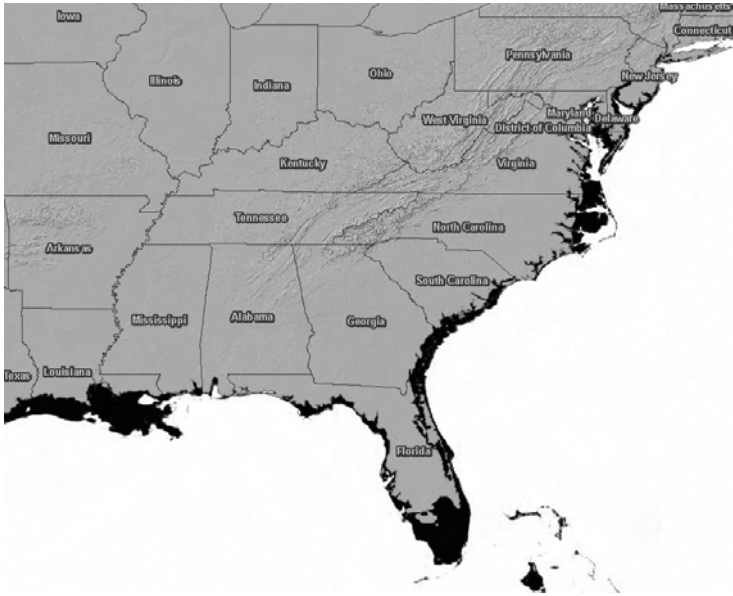 Massachusetts
Iowa
Connecticut
Pennsylvania
Ohio
Illinois
Indiana
New Jersey
Maryland
West Virginia
Delaware
District of Columbia
Missouri
Kentucky
Virginia
Tennessee
North Carolina
Arkansas
South Carolina
Mississippi
Alabama
Georgia
Texas
Louisiana
Florida